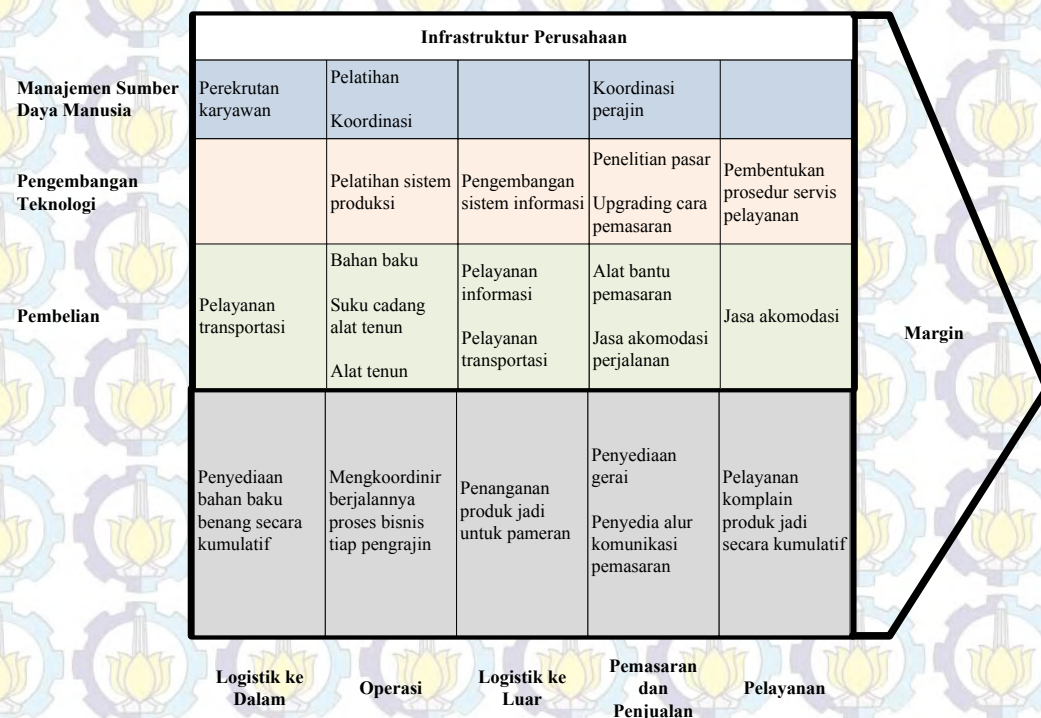 Infrastruktur Perusahaan
Manajemen Sumber
Daya Manusia
Perekrutan
karyawan
Pelatihan
Koordinasi
Koordinasi
perajin
Pengembangan
Teknologi
Pelatihan sistem
produksi
Pengembangan
sistem informasi
Penelitian pasar
Upgrading cara
pemasaran
Pembentukan
prosedur servis
pelayanan
Pembelian
Pelayanan
transportasi
Bahan baku
Suku cadang
alat tenun
Alat tenun
Pelayanan
informasi
Pelayanan
transportasi
Alat bantu
pemasaran
Jasa akomodasi
perjalanan
Jasa akomodasi
Margin
Penyediaan
bahan baku
benang secara
kumulatif
Mengkoordinir
berjalannya
proses bisnis
tiap pengrajin
Penanganan
produk jadi
untuk pameran
Penyediaan
gerai
Penyedia alur
komunikasi
pemasaran
Pelayanan
komplain
produk jadi
secara kumulatif
Logistik ke
Dalam
Operasi
Logistik ke
Luar
Pemasaran
dan
Penjualan
Pelayanan